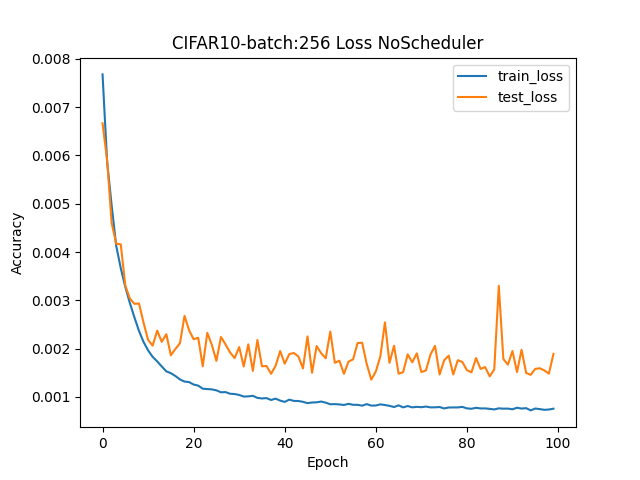 CIFAR10-batch:256 Loss NoScheduler
train_loss
test_loss
0.008
0.007
0.006
0.005
0.004
0.003
0.002
0.001
Accuracy
0 20 40 60 80 100
Epoch